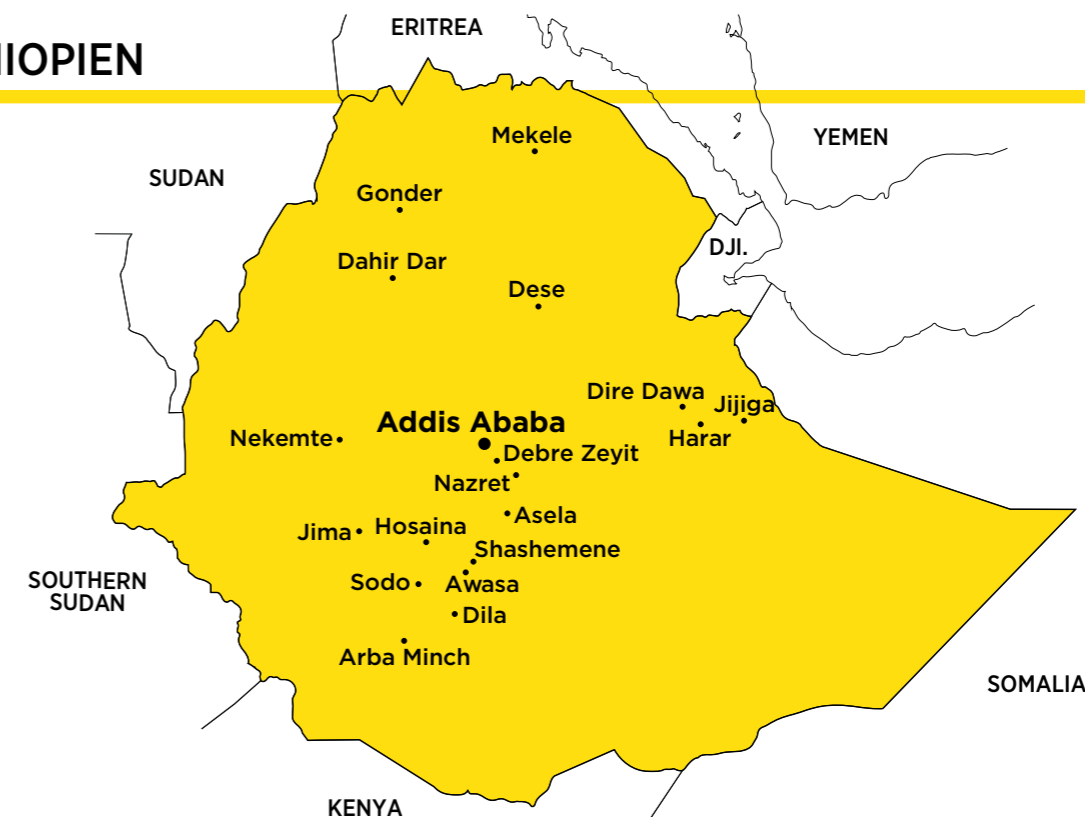 ERITREA
HIOPIEN
Mekele
YEMEN
SUDAN
Gonder
DJI.
Dahir Dar
Dese
Dire Dawa
Jijiga
Addis Ababa
Nekemte
Harar
Debre Zeyit
Nazret
Asela
Hosaina
Jima
Shashemene
SOUTHERN
SUDAN
Sodo
Awasa
Dila
Arba Minch
SOMALIA
KENYA